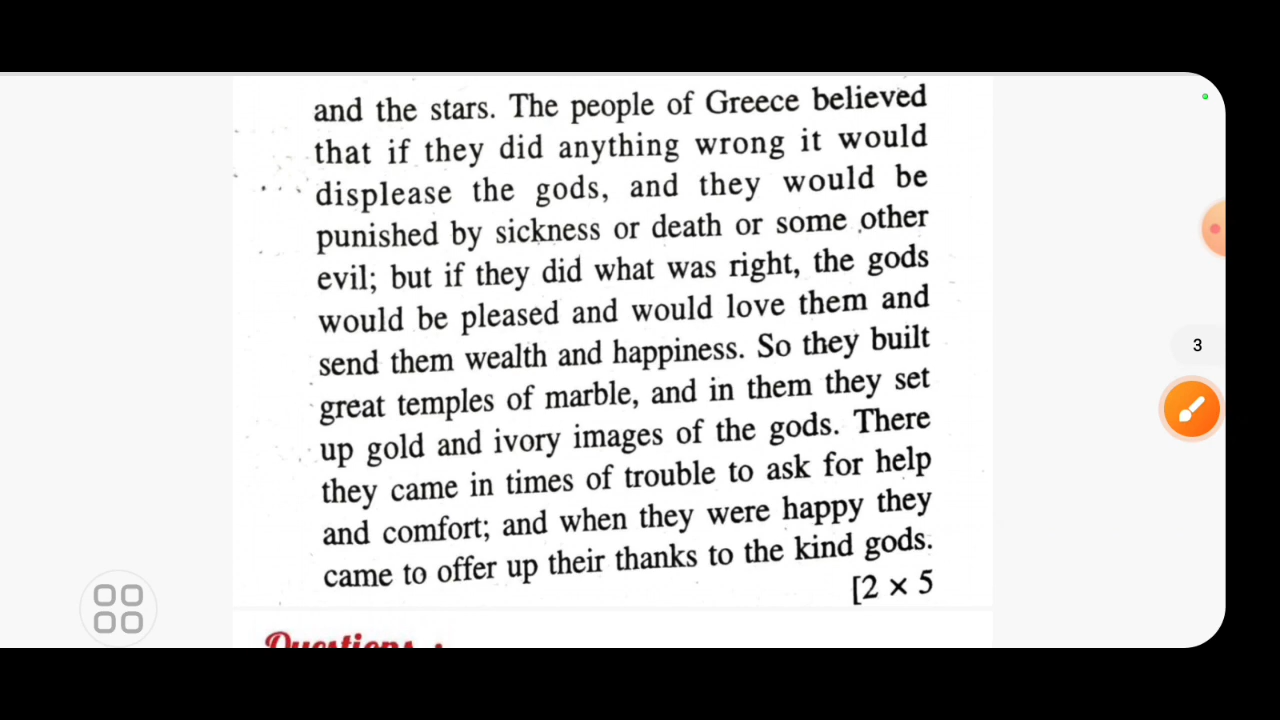 and the stars. The people of Greece believed
that if they did anything wrong it would
displease the gods, and they would be
punished by sickness or death or some other
evil; but if they did what was right, the gods
would be pleased and would love them and
send them wealth and happiness. So they built
great temples of marble, and in them they set
up gold and ivory images of the gods. There
they came in times of trouble to ask for help
and comfort; and when they were happy they
came to offer up their thanks to the kind gods.
[2 × 5
3
Questions :